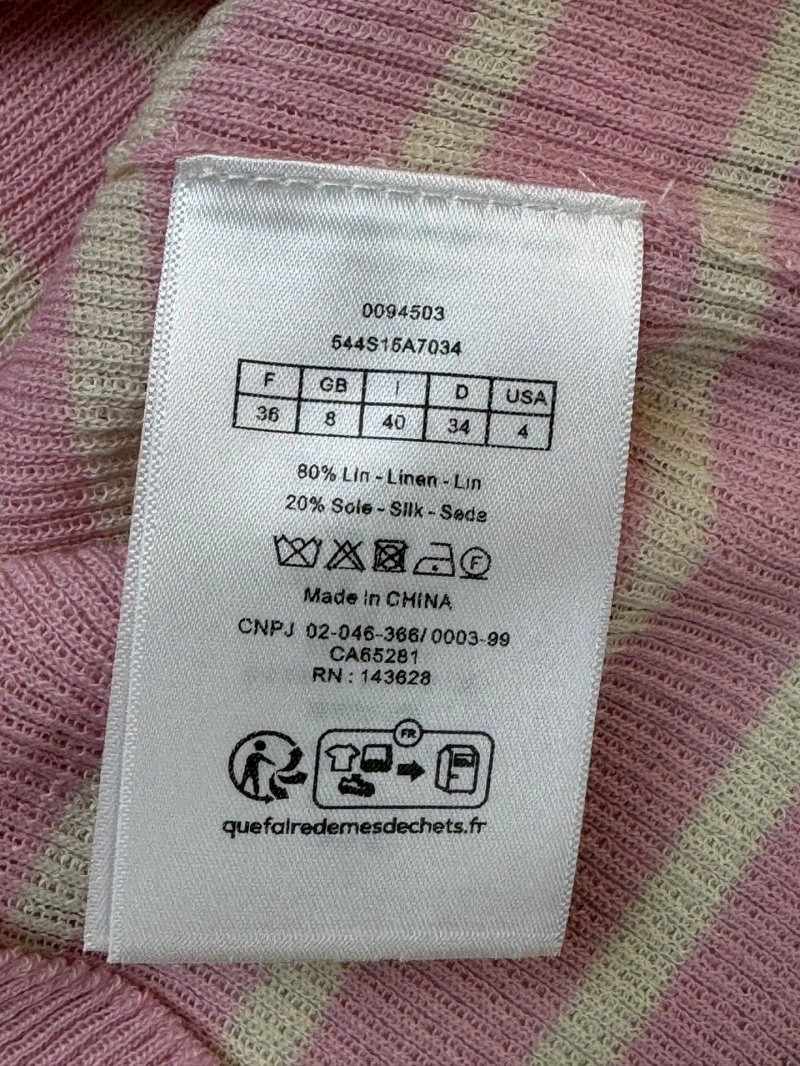 0094503
544S15A7034
F GB I D USA
36 8 40 34 4
80% Lin - Linen - Lin
20% Soie - Silk - Seda
F
Made in CHINA
CNPJ 02-046-366/0003-99
CA65281
RN : 143628
FR
quefairedemesdechets.fr